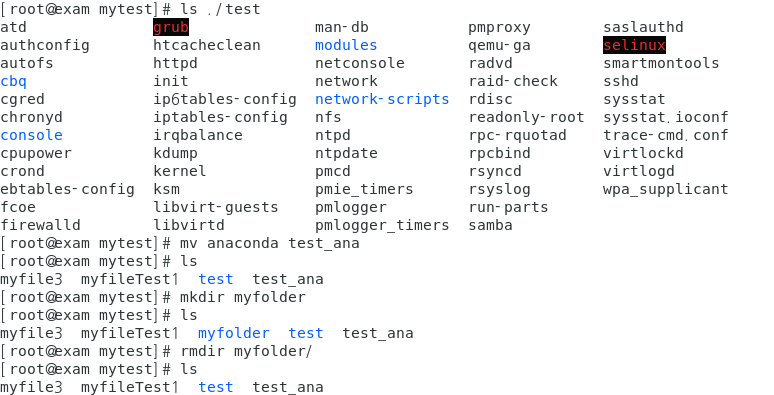 [root@exam mytest]# ls ./test
atd grub man-db pmproxy saslauthd
authconfig htcacheclean modules qemu-ga selinux
autofs httpd netconsole radvd smartmontools
cbq init network raid-check sshd
cgred ip6tables-config network-scripts rdisc sysstat
chronyd iptables-config nfs readonly-root sysstat.ioconf
console irqbalance ntpd rpc-rquotad trace-cmd.conf
cpupower kdump ntpdate rpcbind virtlockd
crond kernel pmcd rsyncd virtlogd
ebtables-config ksm pmie_timers rsyslog wpa_supplicant
fcoe libvirt-guests pmlogger run-parts
firewalld libvirtd pmlogger_timers samba
[root@exam mytest]# mv anaconda test_ana
[root@exam mytest]# ls
myfile3 myfileTest1 test test_ana
[root@exam mytest]# mkdir myfolder
[root@exam mytest]# ls
myfile3 myfileTest1 myfolder test test_ana
[root@exam mytest]# rmdir myfolder/
[root@exam mytest]# ls
myfile3 myfileTest1 test test_ana